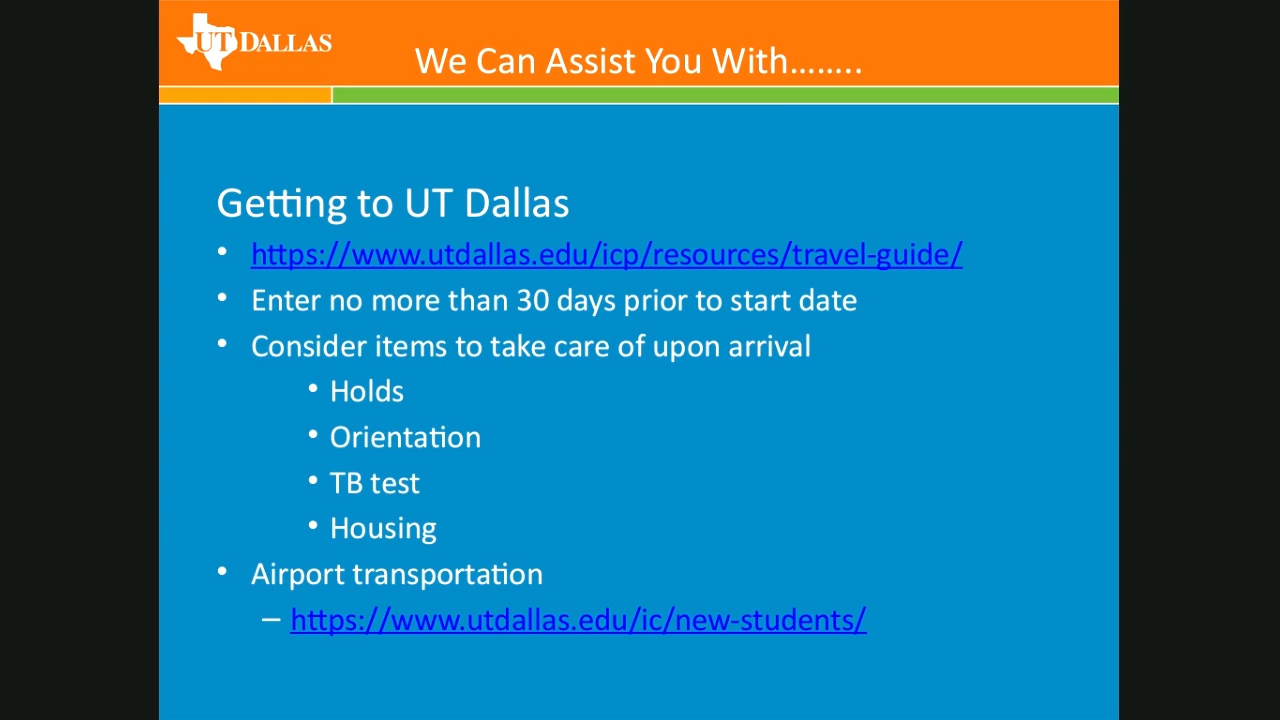 UT DALLAS
We Can Assist You With........
Getting to UT Dallas
• https://www.utdallas.edu/icp/resources/travel-guide/
• Enter no more than 30 days prior to start date
• Consider items to take care of upon arrival
• Holds
• Orientation
• TB test
• Housing
• Airport transportation
– https://www.utdallas.edu/ic/new-students/